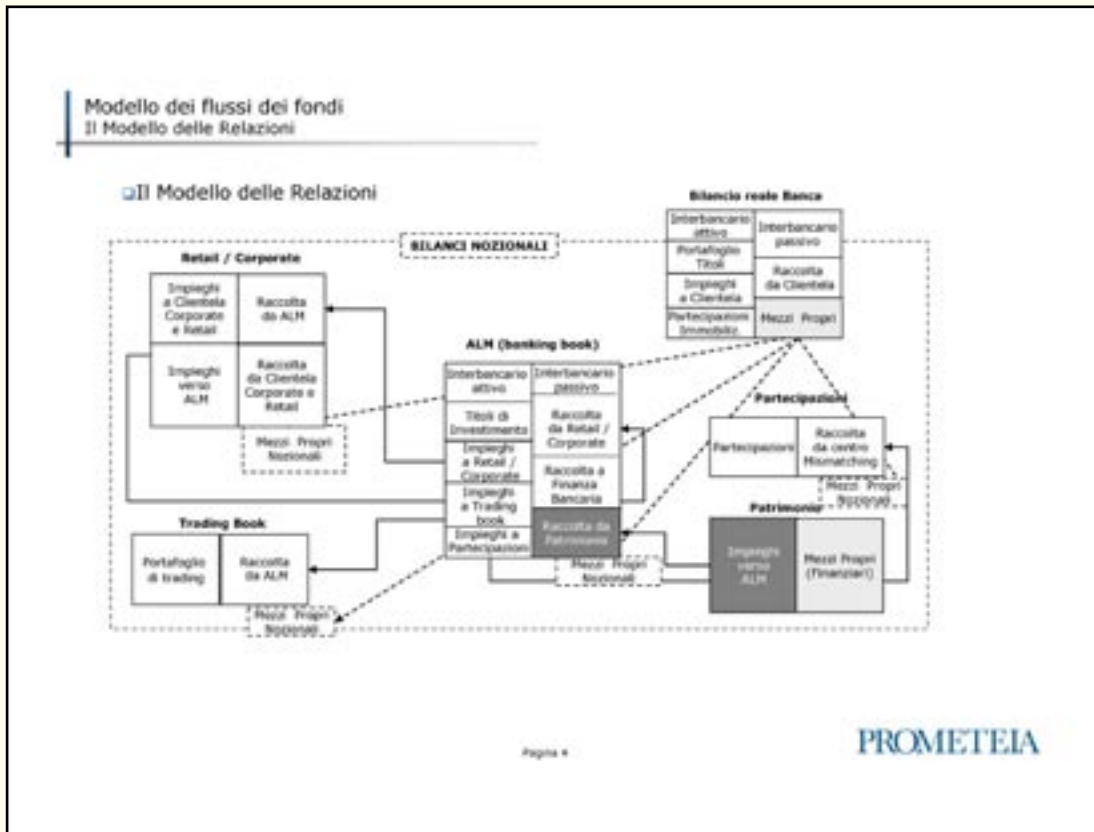 Modello dei flussi dei fondi
Il Modello delle Relazioni
Il Modello delle Relazioni
Bilancio reale Banca
Interbancario
attivo
Portafoglio
Titoli
Impieghi
a Clientela
Partecipazioni
Immobiliz.
Interbancario
passivo
Raccolta
da Clientela
Mezzi Propri
BILANCI NOZIONALI
Retail / Corporate
Impieghi
a Clientela
Corporate
e Retail
Raccolta
da ALM
Impieghi
verso
ALM
Raccolta
da Clientela
Corporate e
Retail
Mezzi Propri
Nozionali
ALM (banking book)
Interbancario
attivo
Titoli di
Investimento
Impieghi
a Retail /
Corporate
Impieghi
a Trading
book
Impieghi a
Partecipazioni
Interbancario
passivo
Raccolta
da Retail /
Corporate
Raccolta a
Finanza
Bancaria
Raccolta da
Patrimonio
Mezzi Propri
Nozionali
Partecipazioni
Partecipazioni
Raccolta
da centro
Mismatching
Mezzi Propri
Nozionali
Patrimonio
Impieghi
verso
ALM
Mezzi Propri
(Finanziari)
Trading Book
Portafoglio
di trading
Raccolta
da ALM
Mezzi Propri
Nozionali
Pagina 4
PROMETEIA